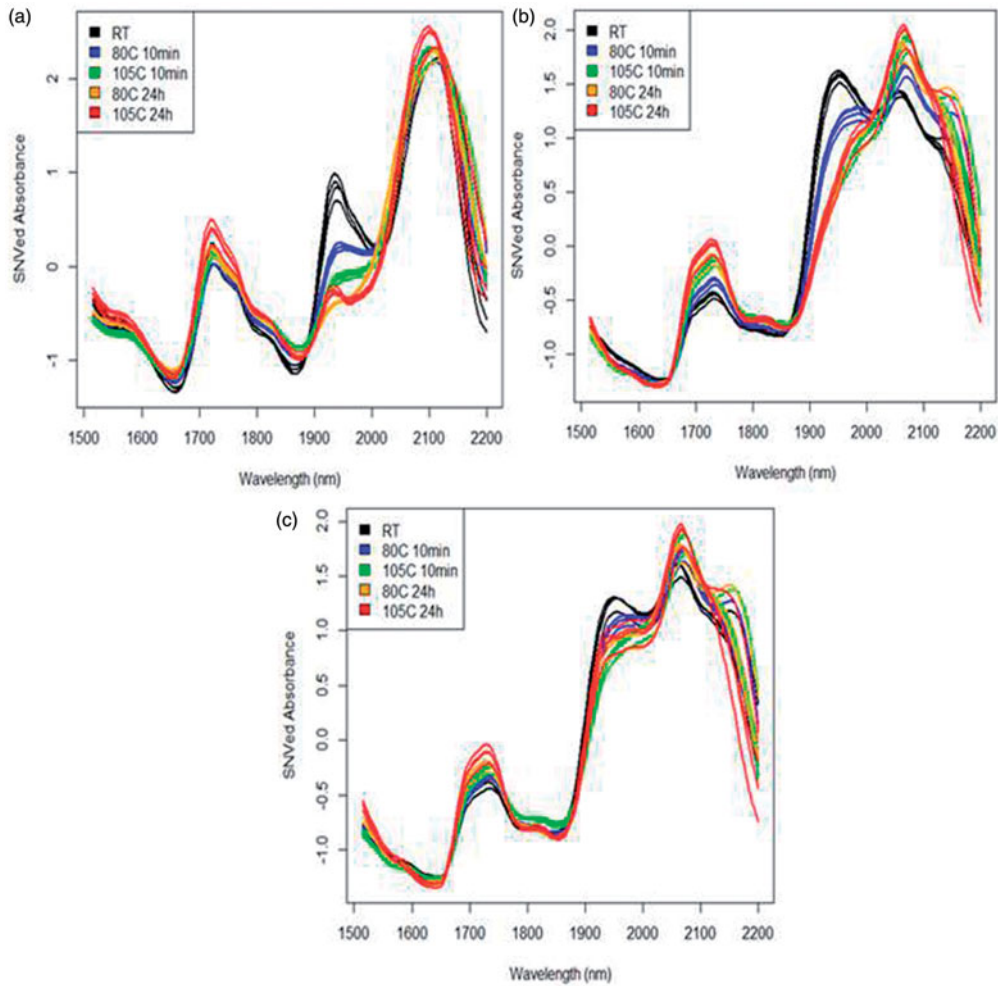 (a)
RT
80C 10min
105C 10min
80C 24h
105C 24h
SNVed Absorbance
2
1
0
-1
1500 1600 1700 1800 1900 2000 2100 2200
Wavelength (nm)
(b)
RT
80C 10min
105C 10min
80C 24h
105C 24h
SNVed Absorbance
2.0
1.5
1.0
0.5
0.0
-0.5
-1.0
1500 1600 1700 1800 1900 2000 2100 2200
Wavelength (nm)
(c)
RT
80C 10min
105C 10min
80C 24h
105C 24h
SNVed Absorbance
2.0
1.5
1.0
0.5
0.0
-0.5
-1.0
1500 1600 1700 1800 1900 2000 2100 2200
Wavelength (nm)